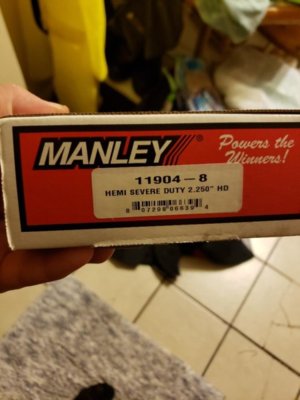 MANLEY®
Powers the
Winners!
11904-8
HEMI SEVERE DUTY 2.250" HD